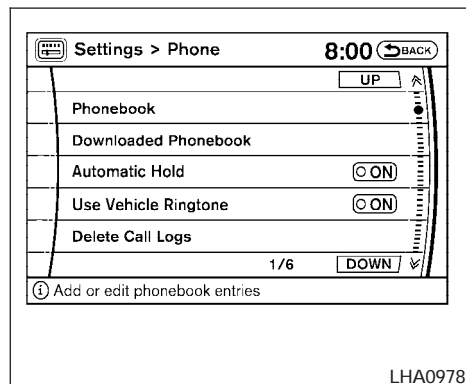 Settings > Phone 8:00 BACK
UP
Phonebook
Downloaded Phonebook
Automatic Hold ON
Use Vehicle Ringtone ON
Delete Call Logs
1/6 DOWN
i Add or edit phonebook entries
LHA0978